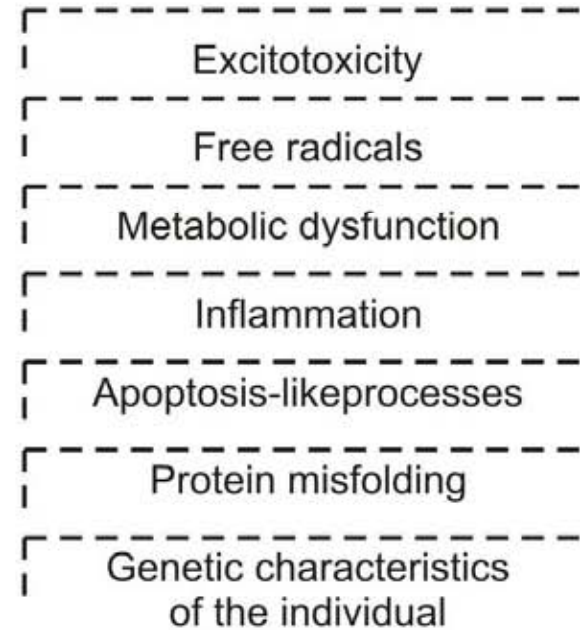 Excitotoxicity
Free radicals
Metabolic dysfunction
Inflammation
Apoptosis-likeprocesses
Protein misfolding
Genetic characteristics
of the individual